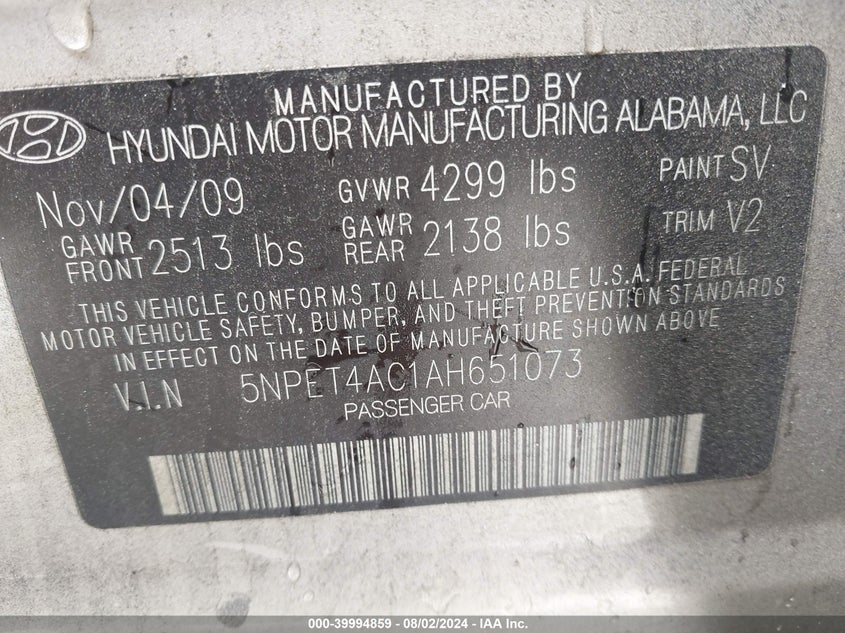 MANUFACTURED BY
HYUNDAI MOTOR MANUFACTURING ALABAMA, LLC
Nov/04/09 GVWR 4299 lbs PAINT SV
GAWR FRONT 2513 lbs GAWR REAR 2138 lbs TRIM V2
THIS VEHICLE CONFORMS TO ALL APPLICABLE U.S.A. FEDERAL
MOTOR VEHICLE SAFETY, BUMPER, AND THEFT PREVENTION STANDARDS
IN EFFECT ON THE DATE OF MANUFACTURE SHOWN ABOVE
V.I.N 5NPET4AC1AH651073
PASSENGER CAR
000-39994859 - 08/02/2024 - IAA Inc.